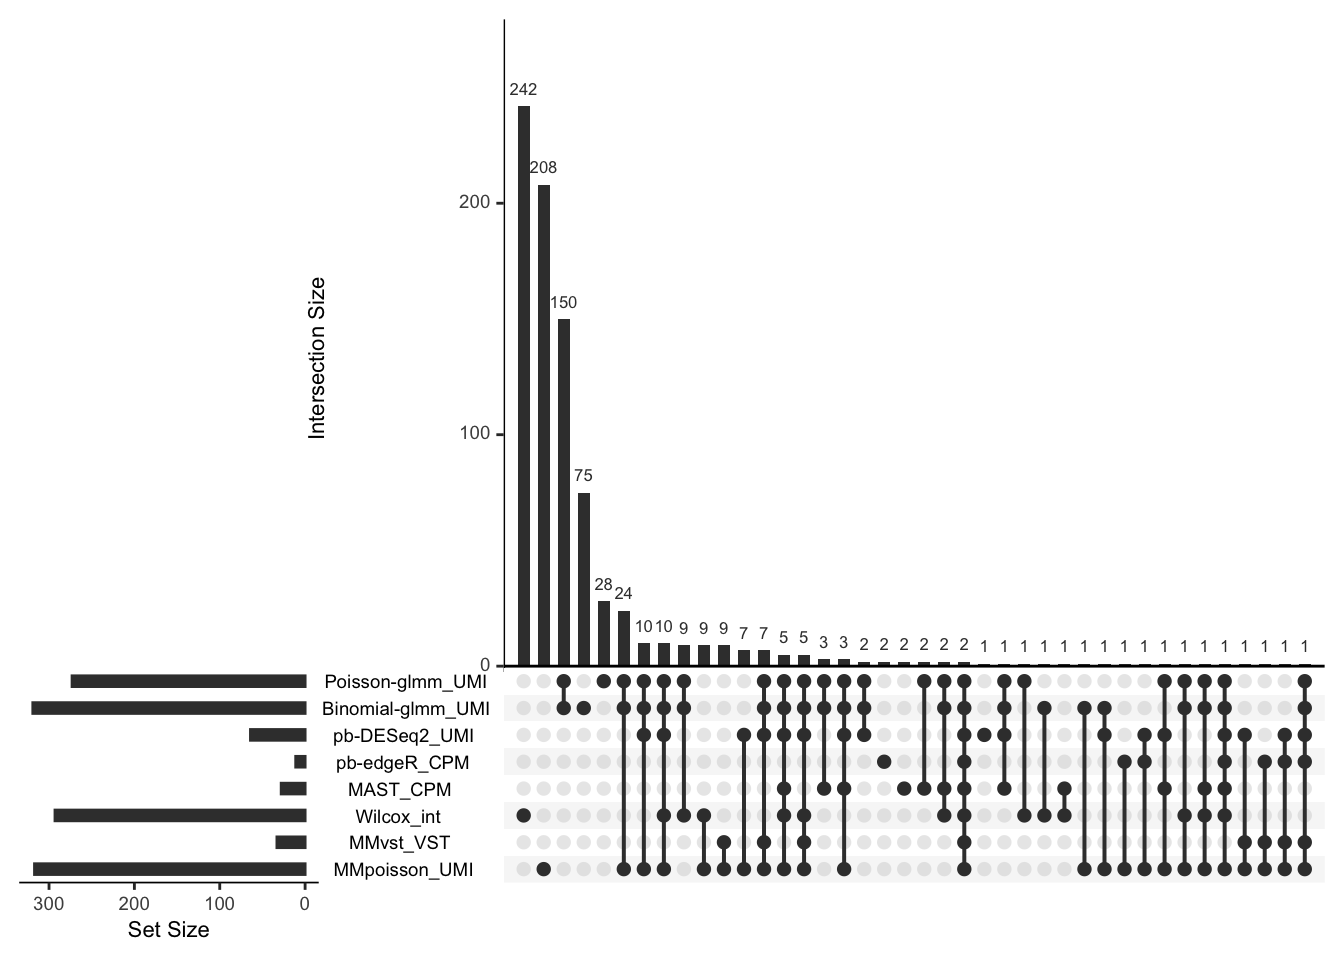 242
208
200
150
Intersection Size
100
75
28 24
10 10 9 9 9 7 7 5 5 3 3 2 2 2 2 2 2 1 1 1 1 1 1 1 1 1 1 1 1 1 1 1 1 1
0
Poisson-glmm_UMI
Binomial-glmm_UMI
pb-DESeq2_UMI
pb-edgeR_CPM
MAST_CPM
Wilcox_int
MMvst_VST
MMpoisson_UMI
300 200 100 0
Set Size